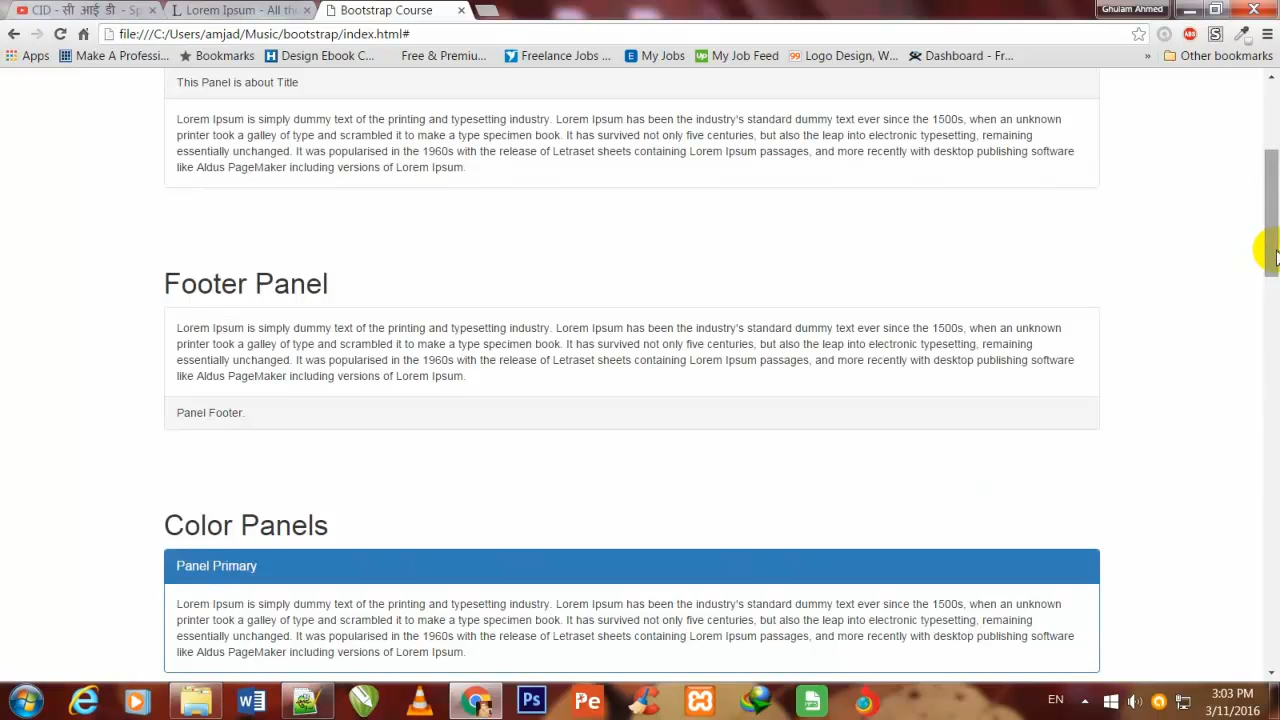 CID - सी आई डी - Sp
Lorem Ipsum - All the
Bootstrap Course
Ghulam Ahmed
file:///C:/Users/amjad/Music/bootstrap/index.html#
ABS
S
Apps
Make A Professi...
Bookmarks
Design Ebook C...
Free & Premiu...
Freelance Jobs ...
My Jobs
My Job Feed
Logo Design, W...
Dashboard - Fr...
»
Other bookmarks
This Panel is about Title
Lorem Ipsum is simply dummy text of the printing and typesetting industry. Lorem Ipsum has been the industry's standard dummy text ever since the 1500s, when an unknown
printer took a galley of type and scrambled it to make a type specimen book. It has survived not only five centuries, but also the leap into electronic typesetting, remaining
essentially unchanged. It was popularised in the 1960s with the release of Letraset sheets containing Lorem Ipsum passages, and more recently with desktop publishing software
like Aldus PageMaker including versions of Lorem Ipsum.
Footer Panel
Lorem Ipsum is simply dummy text of the printing and typesetting industry. Lorem Ipsum has been the industry's standard dummy text ever since the 1500s, when an unknown
printer took a galley of type and scrambled it to make a type specimen book. It has survived not only five centuries, but also the leap into electronic typesetting, remaining
essentially unchanged. It was popularised in the 1960s with the release of Letraset sheets containing Lorem Ipsum passages, and more recently with desktop publishing software
like Aldus PageMaker including versions of Lorem Ipsum.
Panel Footer.
Color Panels
Panel Primary
Lorem Ipsum is simply dummy text of the printing and typesetting industry. Lorem Ipsum has been the industry's standard dummy text ever since the 1500s, when an unknown
printer took a galley of type and scrambled it to make a type specimen book. It has survived not only five centuries, but also the leap into electronic typesetting, remaining
essentially unchanged. It was popularised in the 1960s with the release of Letraset sheets containing Lorem Ipsum passages, and more recently with desktop publishing software
like Aldus PageMaker including versions of Lorem Ipsum.
Ps
Pe
EN
3:03 PM
3/11/2016